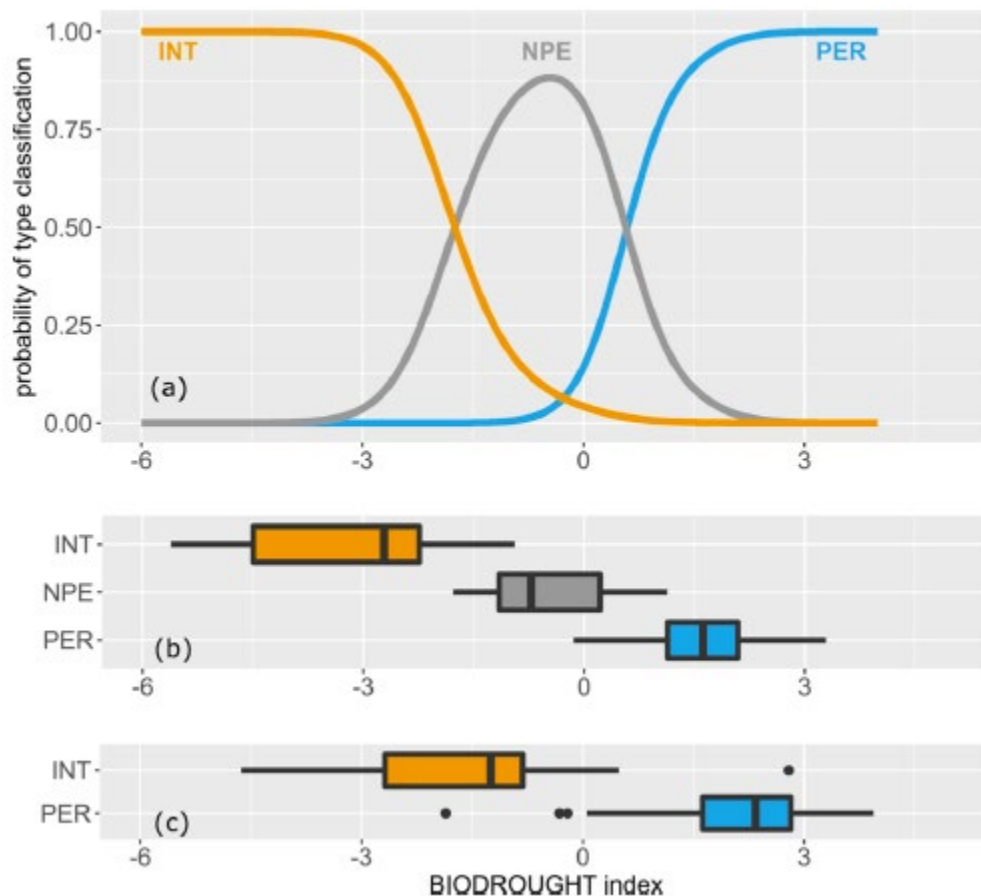 probability of type classification
1.00
0.75
0.50
0.25
0.00
INT
NPE
PER
(a)
-6
-3
0
3
INT
NPE
PER
(b)
-6
-3
0
3
INT
PER
(c)
-6
-3
0
3
BIODROUGHT index